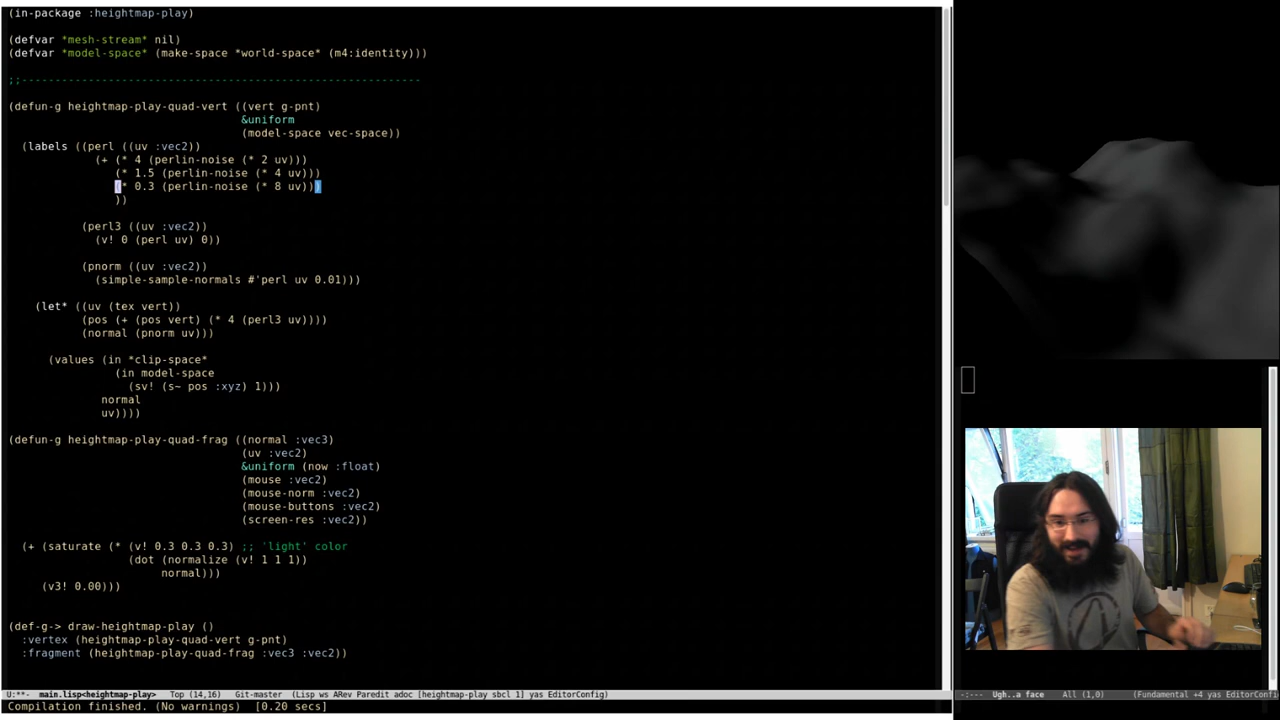 (in-package :heightmap-play)
(defvar *mesh-stream* nil)
(defvar *model-space* (make-space *world-space* (m4:identity)))
;;------------------------------------------------------------
(defun-g heightmap-play-quad-vert ((vert g-pnt)
                                   &uniform
                                   (model-space vec-space))
  (labels ((perl ((uv :vec2))
             (+ (* 4 (perlin-noise (* 2 uv)))
                (* 1.5 (perlin-noise (* 4 uv)))
                (* 0.3 (perlin-noise (* 8 uv)))
                ))
           (perl3 ((uv :vec2))
             (v! 0 (perl uv) 0))
           (pnorm ((uv :vec2))
             (simple-sample-normals #'perl uv 0.01)))
    (let* ((uv (tex vert))
           (pos (+ (pos vert) (* 4 (perl3 uv))))
           (normal (pnorm uv)))
      (values (in *clip-space*
                (in model-space
                  (sv! (s~ pos :xyz) 1)))
              normal
              uv))))
(defun-g heightmap-play-quad-frag ((normal :vec3)
                                   (uv :vec2)
                                   &uniform (now :float)
                                   (mouse :vec2)
                                   (mouse-norm :vec2)
                                   (mouse-buttons :vec2)
                                   (screen-res :vec2))
  (+ (saturate (* (v! 0.3 0.3 0.3) ;; 'light' color
                  (dot (normalize (v! 1 1 1))
                       normal)))
     (v3! 0.00)))
(def-g-> draw-heightmap-play ()
  :vertex (heightmap-play-quad-vert g-pnt)
  :fragment (heightmap-play-quad-frag :vec3 :vec2))
U:**-  main.lisp<heightmap-play>   Top (14,16)   Git-master  (Lisp ws ARev Paredit adoc [heightmap-play sbcl 1] yas EditorConfig)
-:---  Ugh..a face   All (1,0)     (Fundamental +4 yas EditorConfi
Compilation finished. (No warnings)  [0.20 secs]